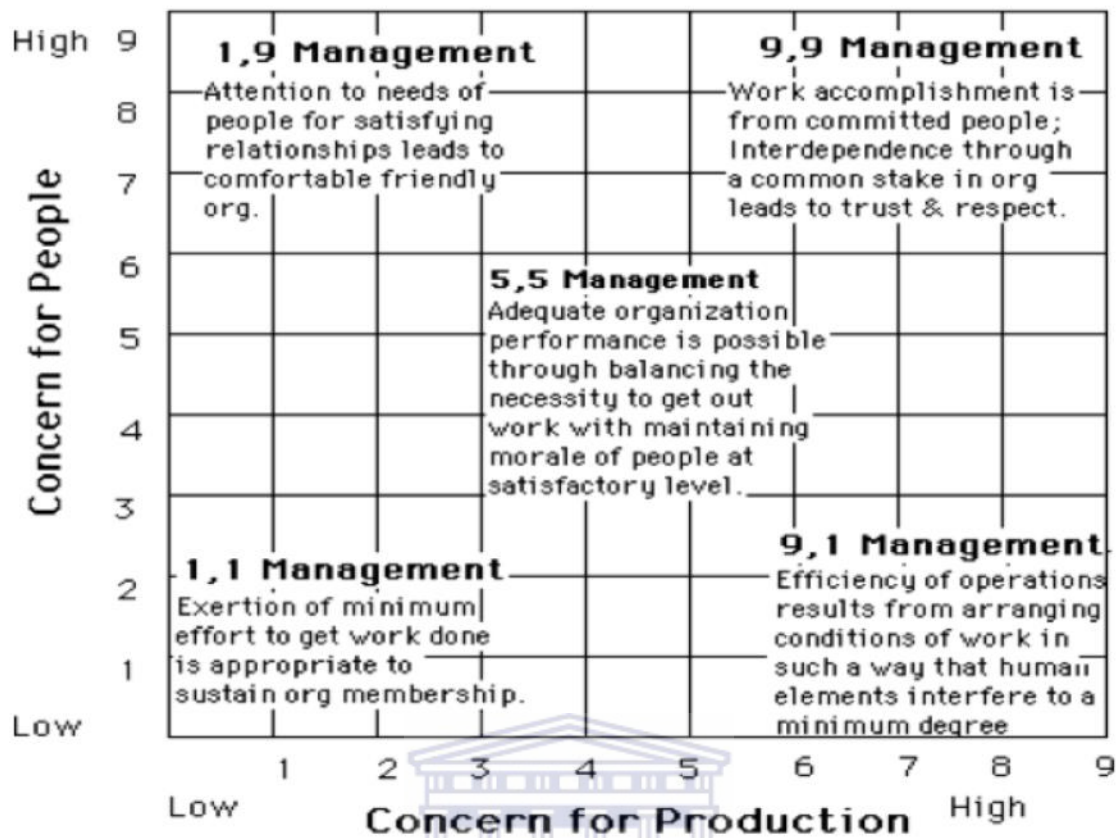 High 9
8
7
6
5
4
3
2
1
Low
Concern for People
1,9 Management
Attention to needs of
people for satisfying
relationships leads to
comfortable friendly
org.
9,9 Management
Work accomplishment is
from committed people;
Interdependence through
a common stake in org
leads to trust & respect.
5,5 Management
Adequate organization
performance is possible
through balancing the
necessity to get out
work with maintaining
morale of people at
satisfactory level.
1,1 Management
Exertion of minimum
effort to get work done
is appropriate to
sustain org membership.
9,1 Management
Efficiency of operations
results from arranging
conditions of work in
such a way that human
elements interfere to a
minimum degree
1 2 3 4 5 6 7 8 9
Low High
Concern for Production